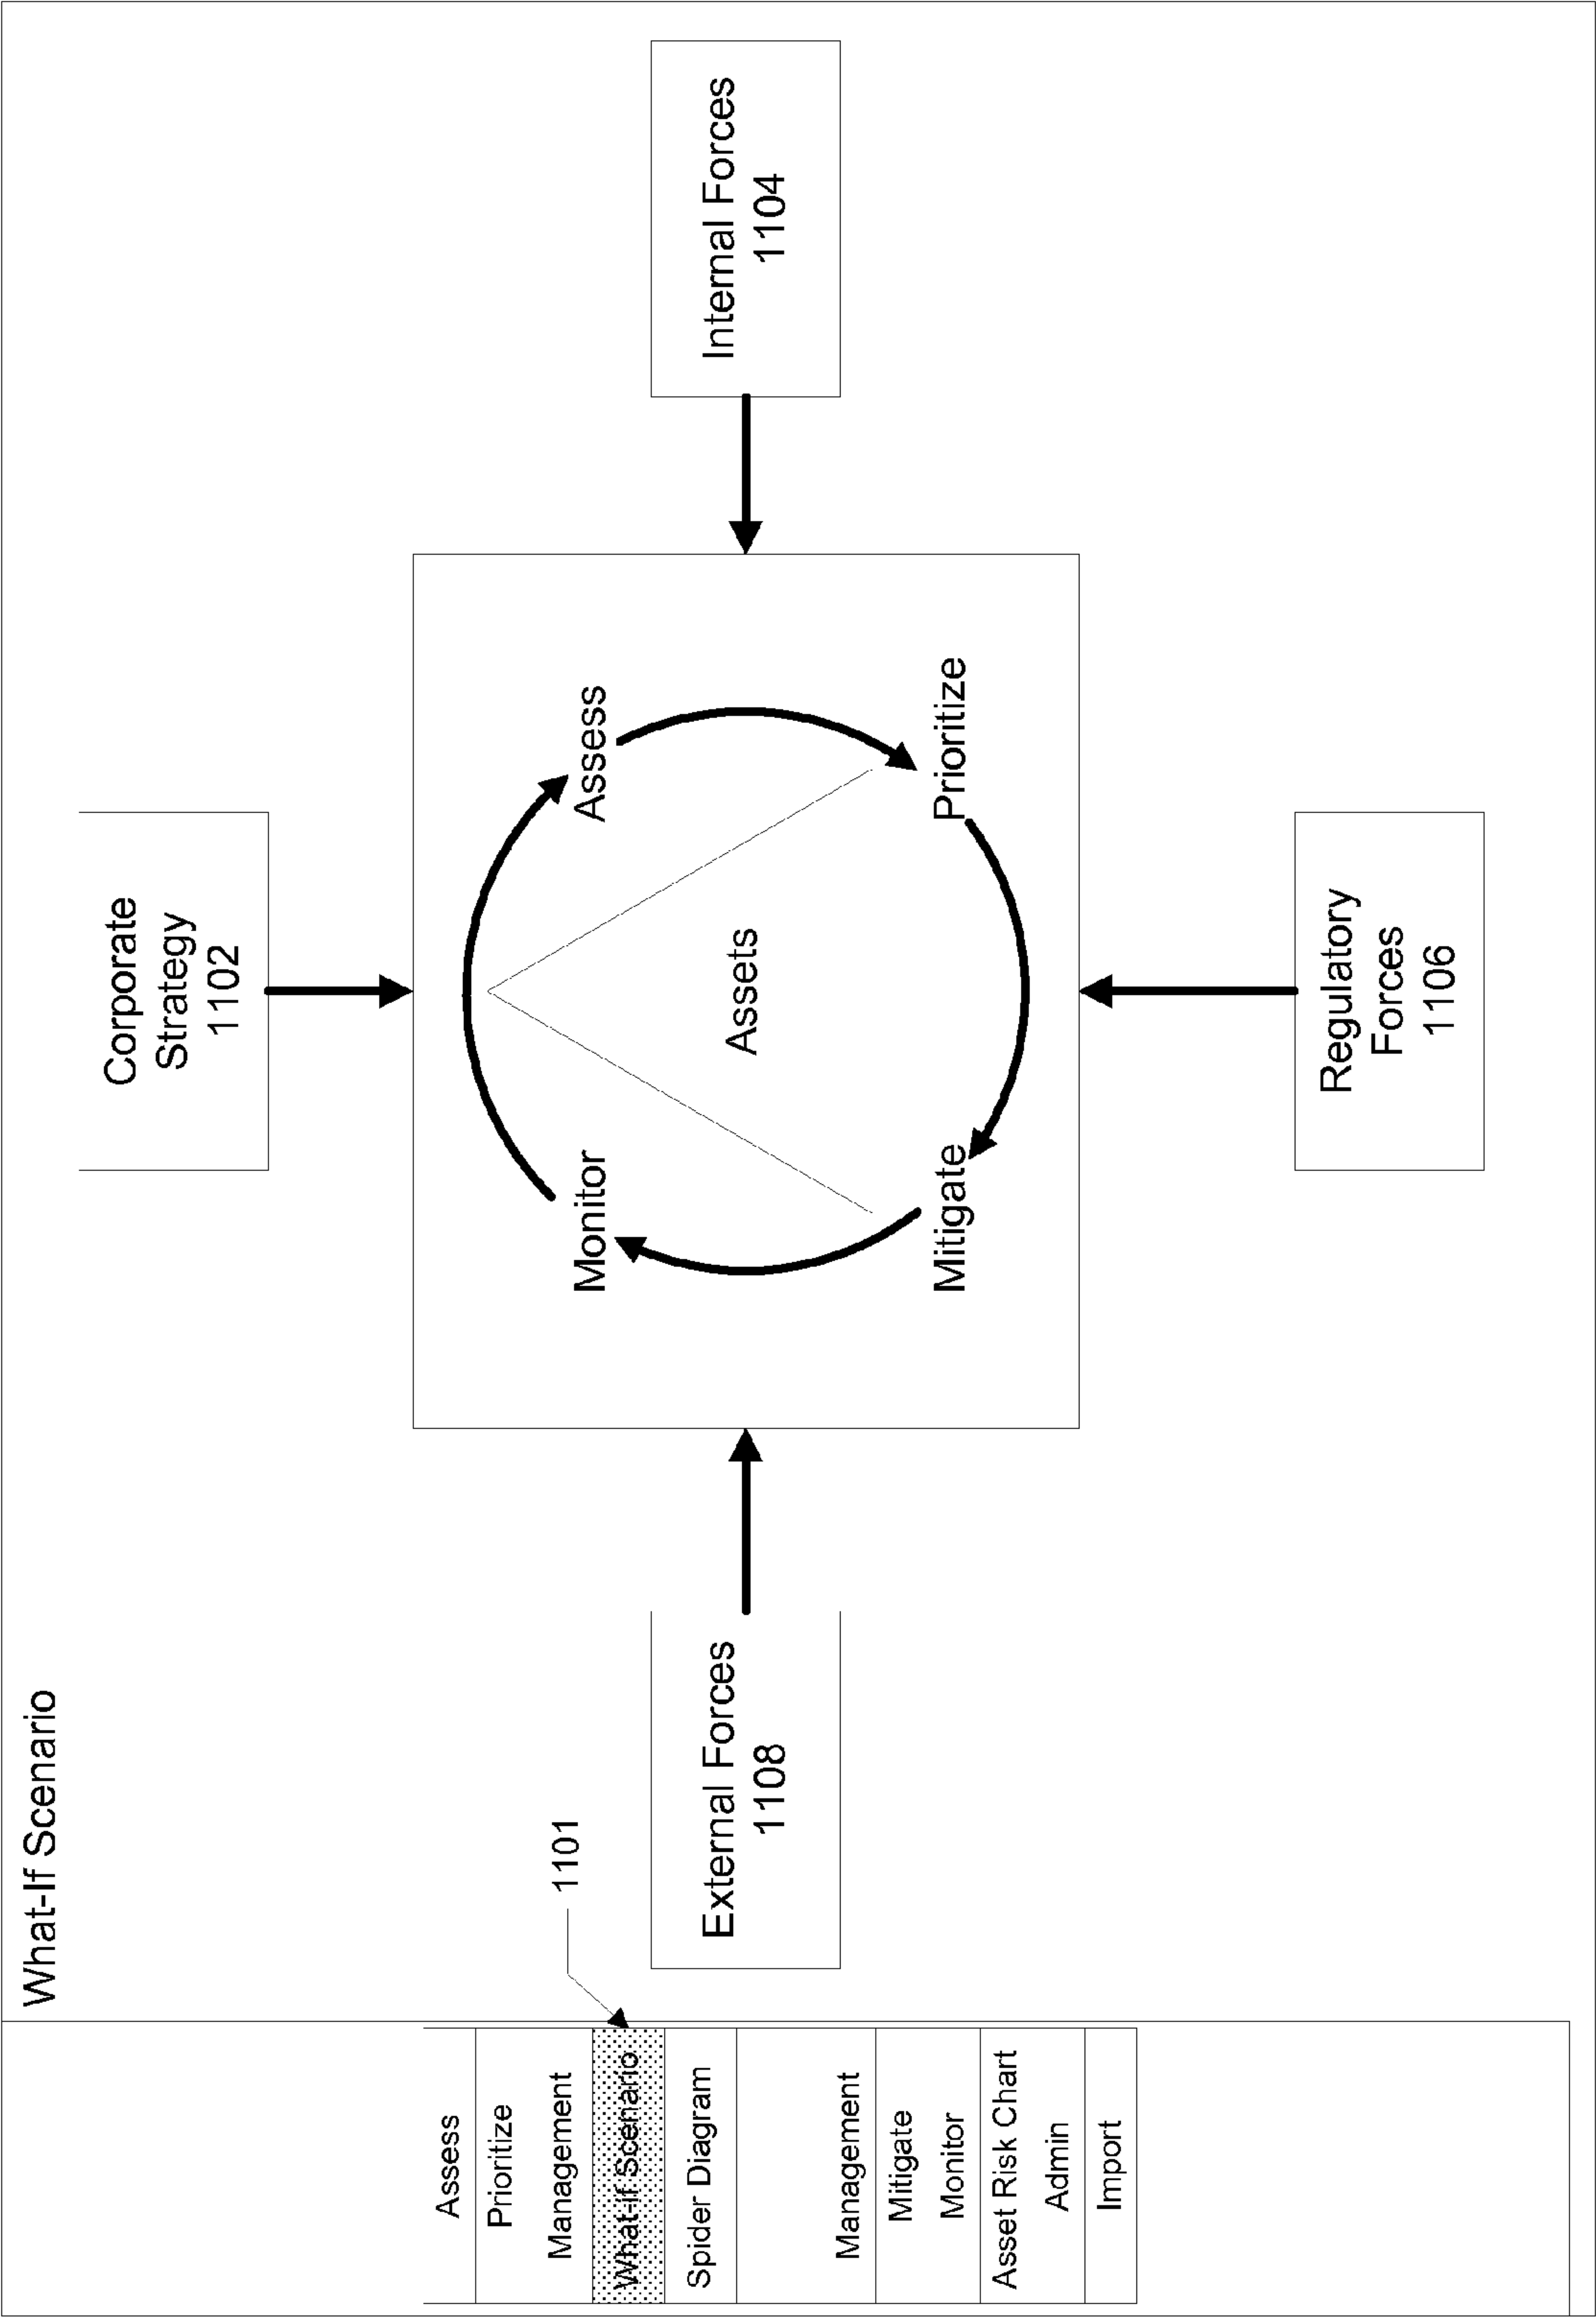 What-If Scenario
Assess
Prioritize
Management
What-if Scenario
Spider Diagram
Management
Mitigate
Monitor
Asset Risk Chart
Admin
Import
1101
Corporate
Strategy
1102
External Forces
1108
Monitor
Assess
Assets
Mitigate
Prioritize
Internal Forces
1104
Regulatory
Forces
1106